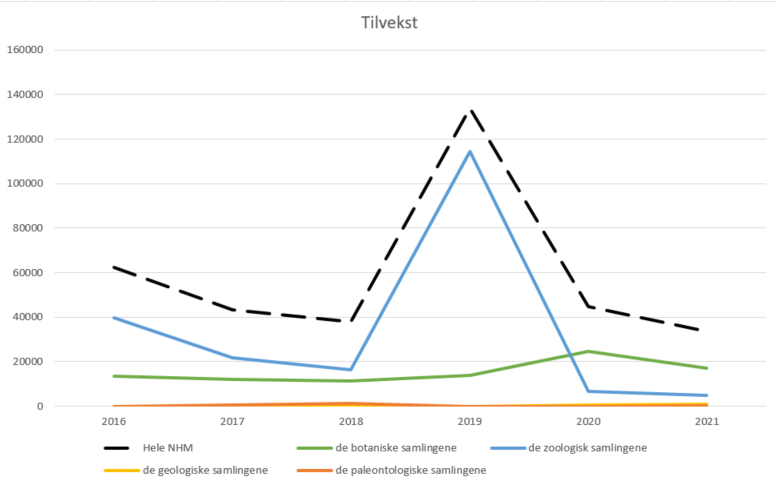 Tilvekst
160000
140000
120000
100000
80000
60000
40000
20000
0
2016 2017 2018 2019 2020 2021
Hele NHM de botaniske samlingene de zoologisk samlingene
de geologiske samlingene de paleontologiske samlingene